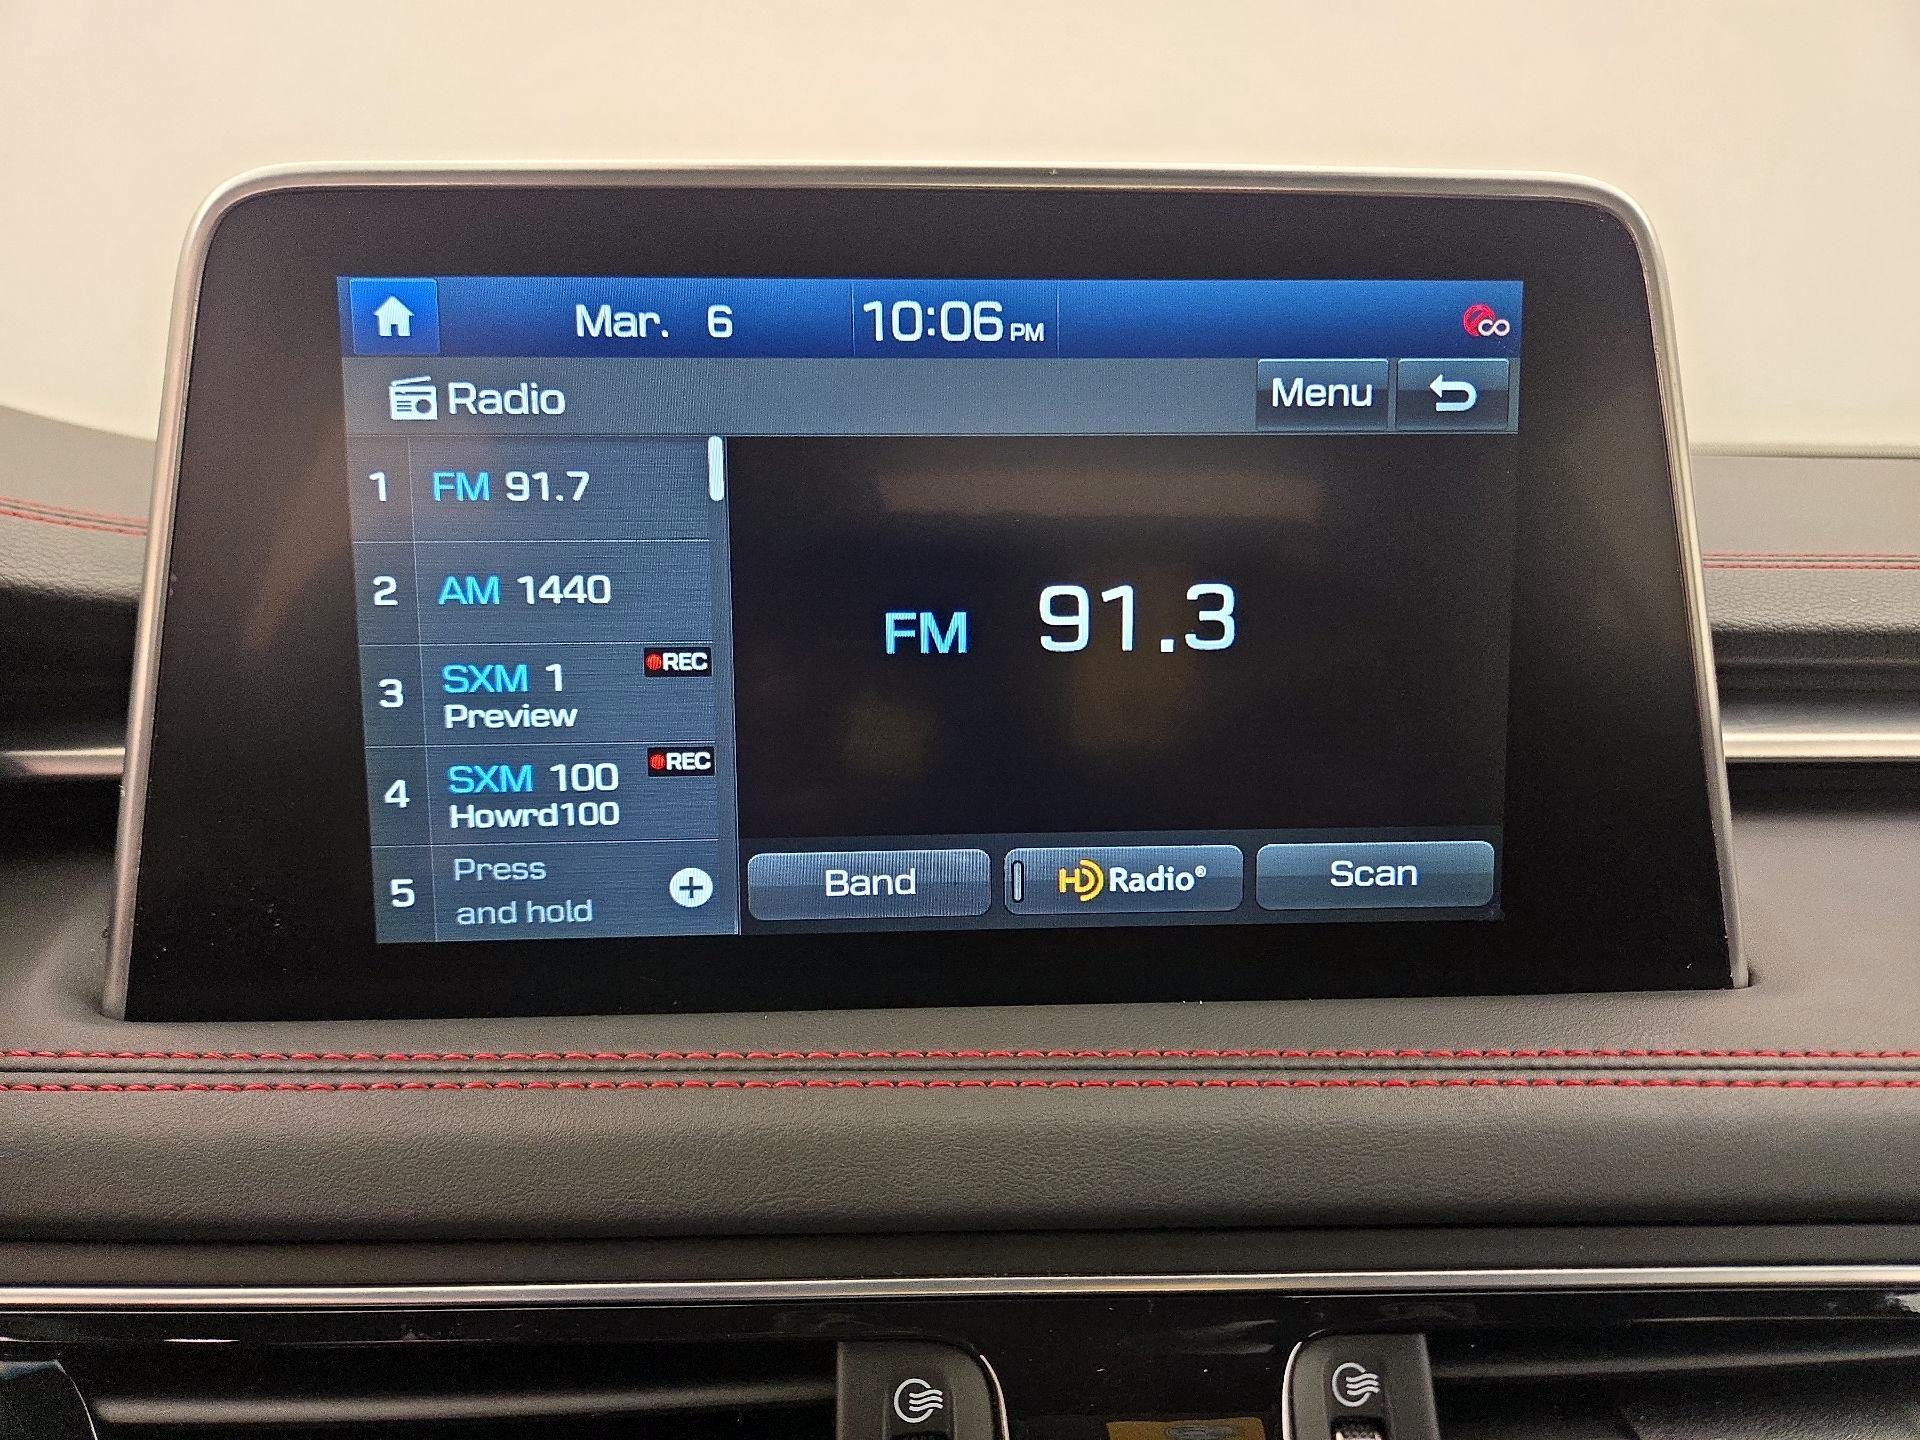 Mar. 6 10:06 PM
Radio Menu
1 FM 91.7
2 AM 1440
3 SXM 1 REC
Preview
4 SXM 100 REC
Howrd100
5 Press
and hold
FM 91.3
Band HD Radio® Scan